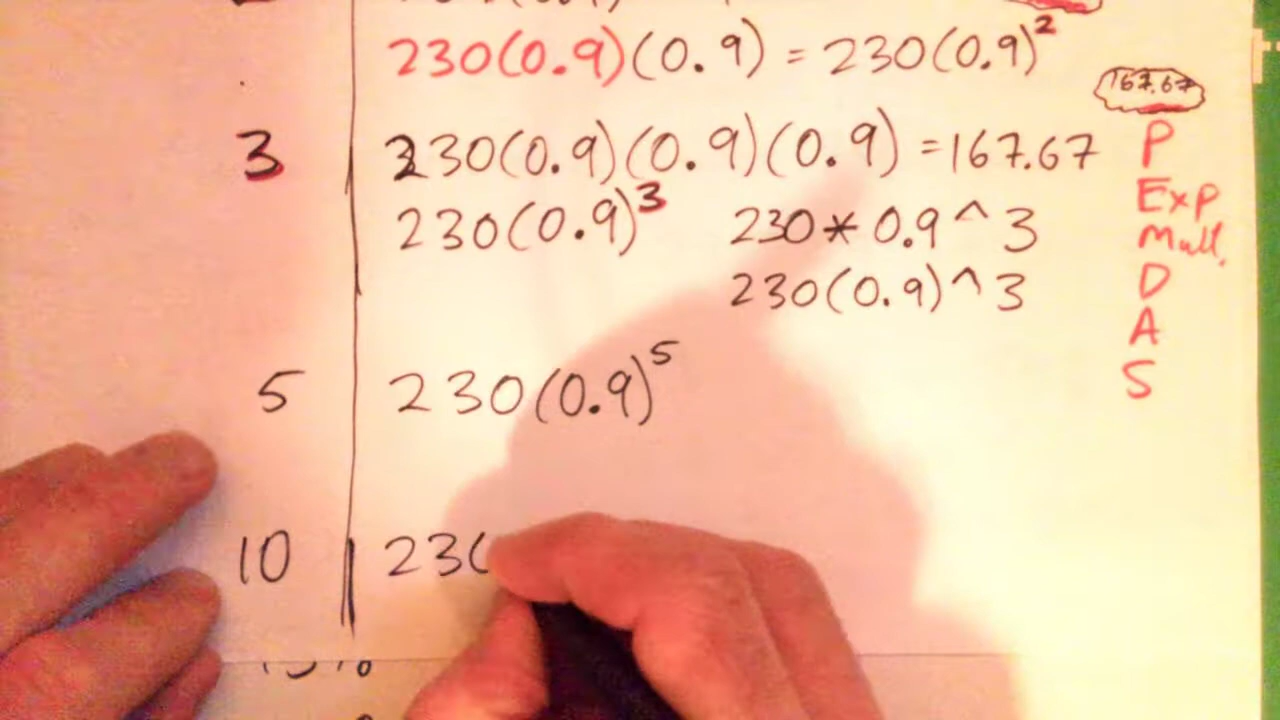 230(0.9)(0.9) = 230(0.9)²
167.67
3 230(0.9)(0.9)(0.9) = 167.67
230(0.9)³ 230*0.9^3
230(0.9)^3
P
Exp
Mult.
D
A
S
5 230(0.9)⁵
10 230